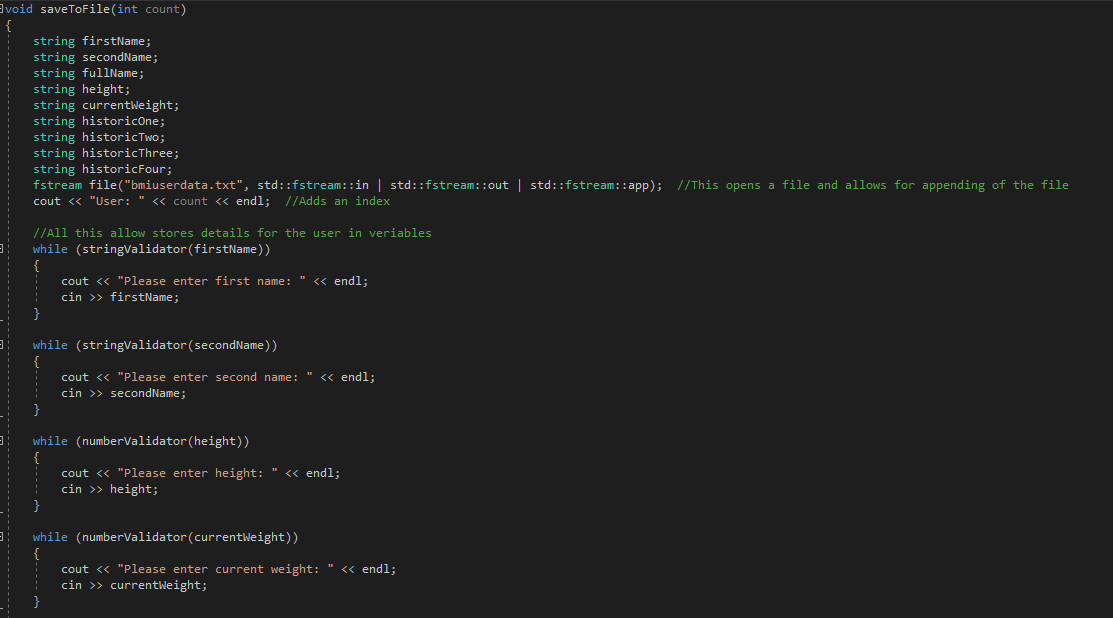 void saveToFile(int count)
{
string firstName;
string secondName;
string fullName;
string height;
string currentWeight;
string historicOne;
string historicTwo;
string historicThree;
string historicFour;
fstream file("bmiuserdata.txt", std::fstream::in | std::fstream::out | std::fstream::app);  //This opens a file and allows for appending of the file
cout << "User: " << count << endl;  //Adds an index
//All this allow stores details for the user in veriables
while (stringValidator(firstName))
{
cout << "Please enter first name: " << endl;
cin >> firstName;
}
while (stringValidator(secondName))
{
cout << "Please enter second name: " << endl;
cin >> secondName;
}
while (numberValidator(height))
{
cout << "Please enter height: " << endl;
cin >> height;
}
while (numberValidator(currentWeight))
{
cout << "Please enter current weight: " << endl;
cin >> currentWeight;
}